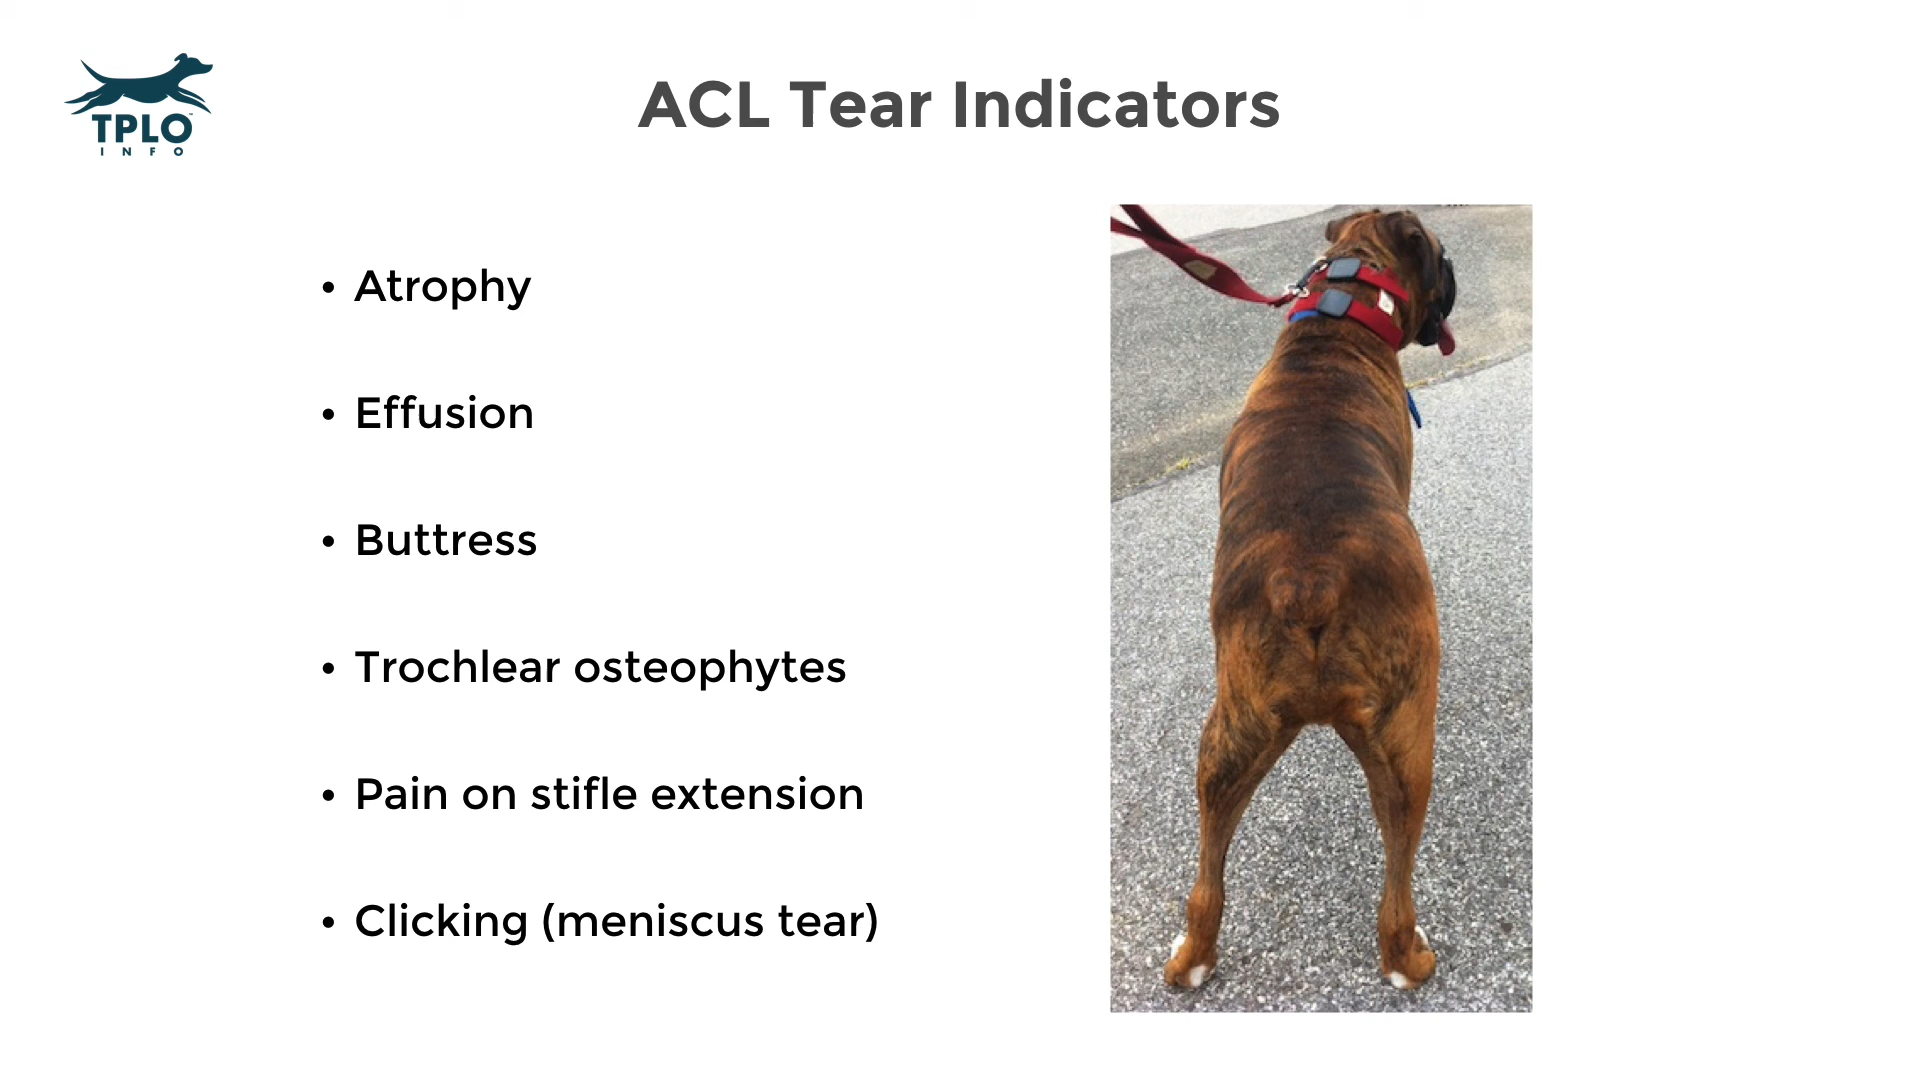 TPLO
INFO
ACL Tear Indicators
• Atrophy
• Effusion
• Buttress
• Trochlear osteophytes
• Pain on stifle extension
• Clicking (meniscus tear)